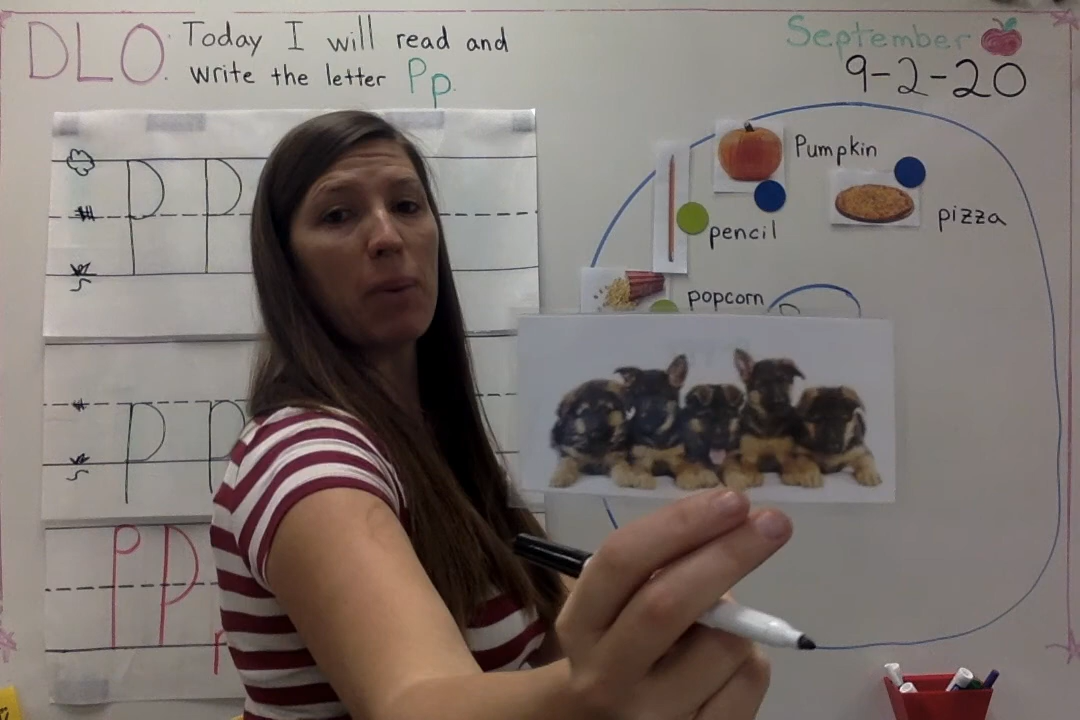 DLO: Today I will read and
write the letter Pp.
September
9-2-20
Pumpkin
pizza
pencil
popcorn
P P
p p
P P